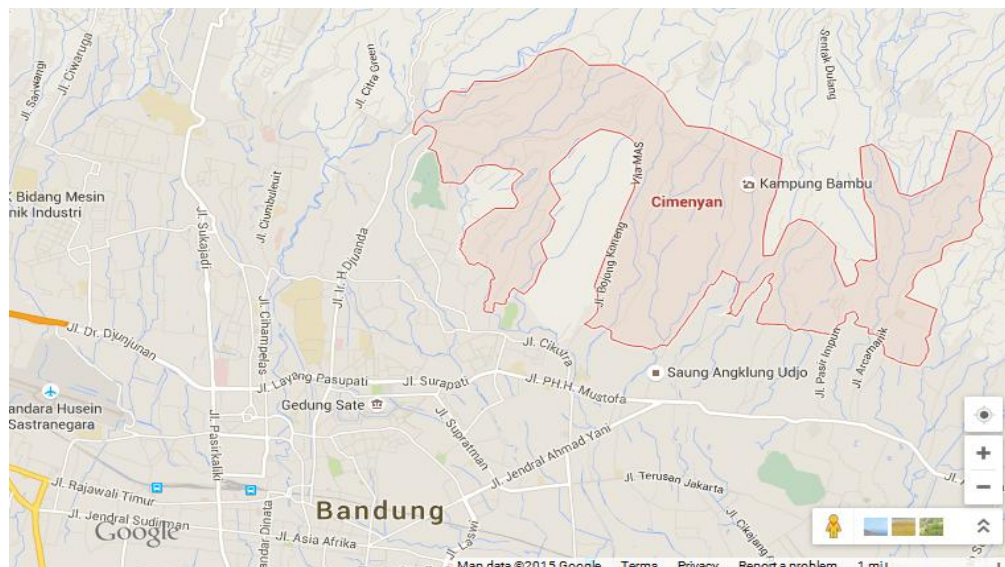 Jl. Sariwangi
Jl. Ciwaruga
Jl. Citra Green
Sentak Dulang
K Bidang Mesin
nik Industri
Jl. Ciumbuleuit
Jl. Sukajadi
Jl. Ir. H.Djuanda
Vila MAS
Kampung Bambu
Cimenyan
Jl. Bojong Koneng
Jl. Dr. Djunjunan
Jl. Cihampelas
Jl. Cikutra
Jl. Pasir Impun
Jl. Arcamanik
Jl. Layang Pasupati
Jl. Surapati
Jl. PH.H. Mustofa
Saung Angklung Udjo
andara Husein
Sastranegara
Gedung Sate
Jl. Pasirkaliki
Jl. Supratman
Jl. Jendral Ahmad Yani
Jl. Terusan Jakarta
Jl. Rajawali Timur
Jl. Jendral Sudirman
Bandung
Google
Jl. Asia Afrika
Jl. Laswi
Jl. Cikajang
Map data ©2015 Google Terms Privacy Report a problem 1 mi